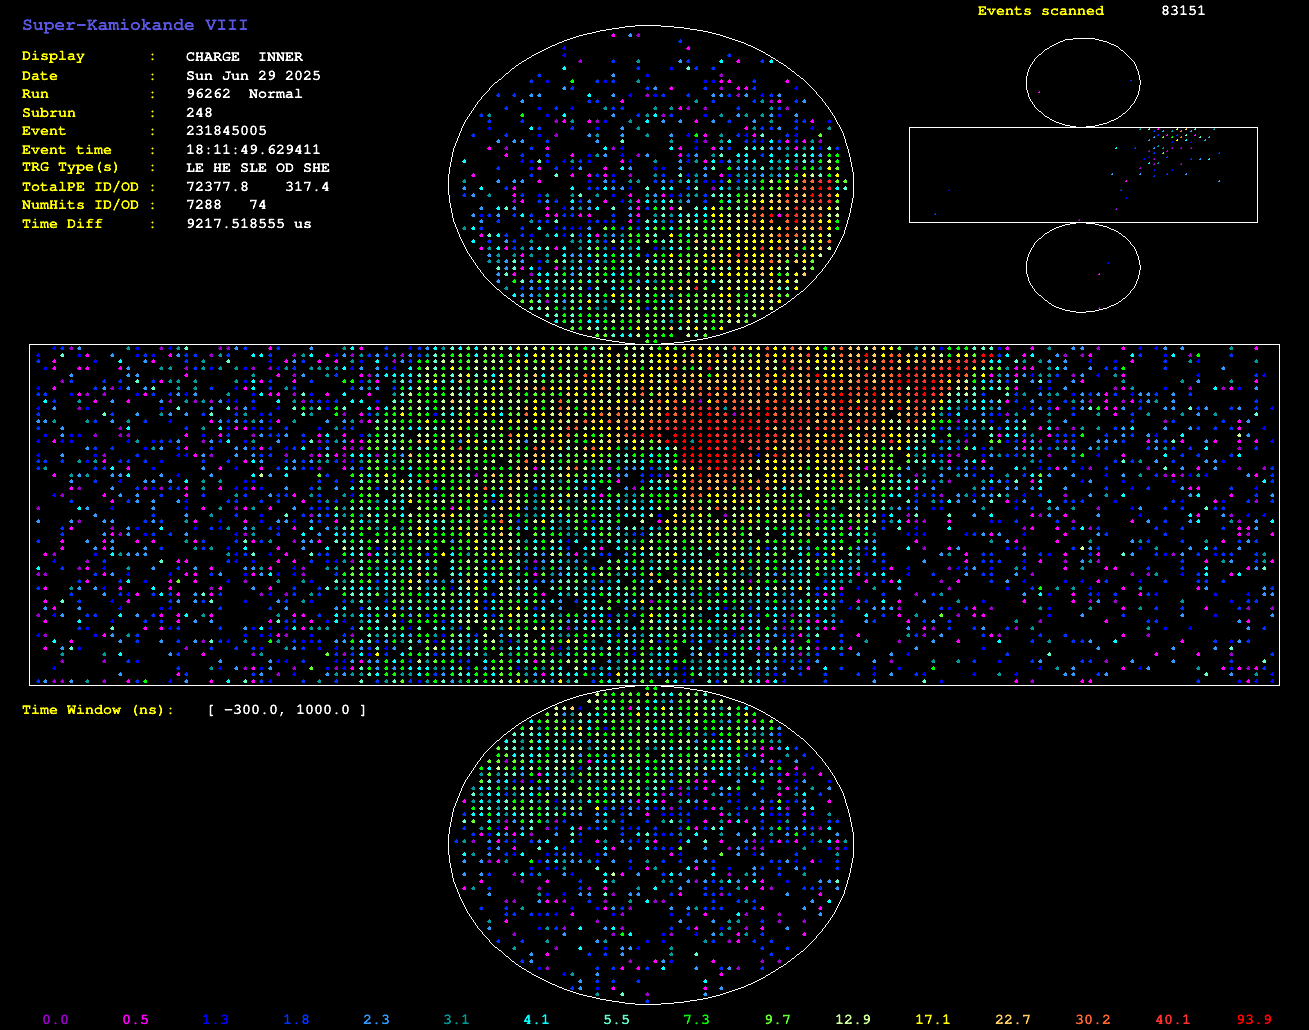 Super-Kamiokande VIII
Events scanned 83151
Display : CHARGE INNER
Date : Sun Jun 29 2025
Run : 96262 Normal
Subrun : 248
Event : 231845005
Event time : 18:11:49.629411
TRG Type(s) : LE HE SLE OD SHE
TotalPE ID/OD : 72377.8 317.4
NumHits ID/OD : 7288 74
Time Diff : 9217.518555 us
Time Window (ns): [ -300.0, 1000.0 ]
0.0 0.5 1.3 1.8 2.3 3.1 4.1 5.5 7.3 9.7 12.9 17.1 22.7 30.2 40.1 93.9